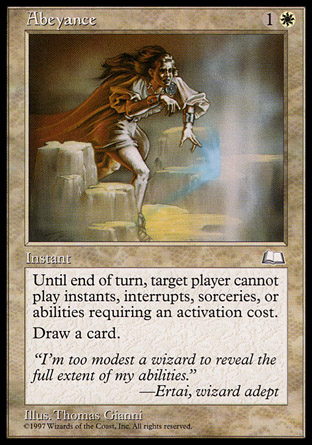 Abeyance 1
Instant
Until end of turn, target player cannot
play instants, interrupts, sorceries, or
abilities requiring an activation cost.
Draw a card.
"I'm too modest a wizard to reveal the
full extent of my abilities."
—Ertai, wizard adept
Illus. Thomas Gianni
©1997 Wizards of the Coast, Inc. All rights reserved.